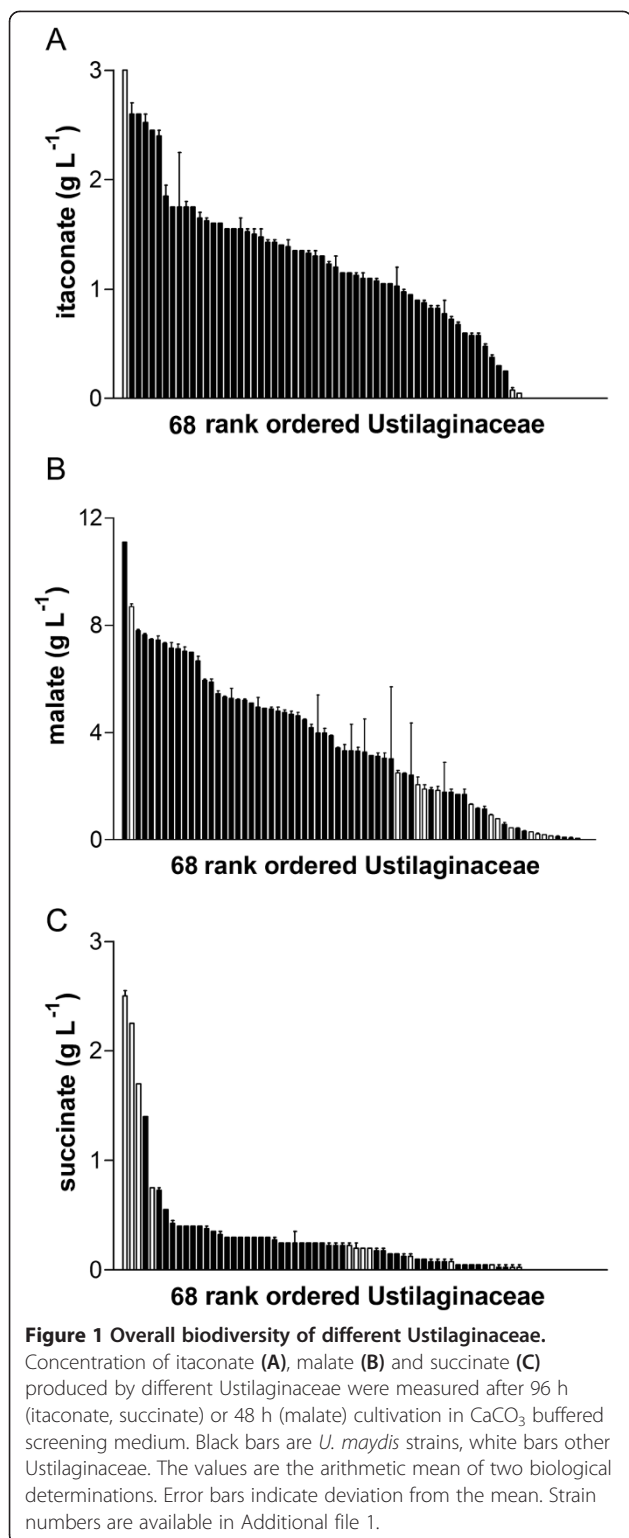 A
3
2
1
0
itaconate (g L⁻¹)
68 rank ordered Ustilaginaceae
B
12
8
4
0
malate (g L⁻¹)
68 rank ordered Ustilaginaceae
C
3
2
1
0
succinate (g L⁻¹)
68 rank ordered Ustilaginaceae
Figure 1 Overall biodiversity of different Ustilaginaceae.
Concentration of itaconate (A), malate (B) and succinate (C)
produced by different Ustilaginaceae were measured after 96 h
(itaconate, succinate) or 48 h (malate) cultivation in CaCO₃ buffered
screening medium. Black bars are U. maydis strains, white bars other
Ustilaginaceae. The values are the arithmetic mean of two biological
determinations. Error bars indicate deviation from the mean. Strain
numbers are available in Additional file 1.